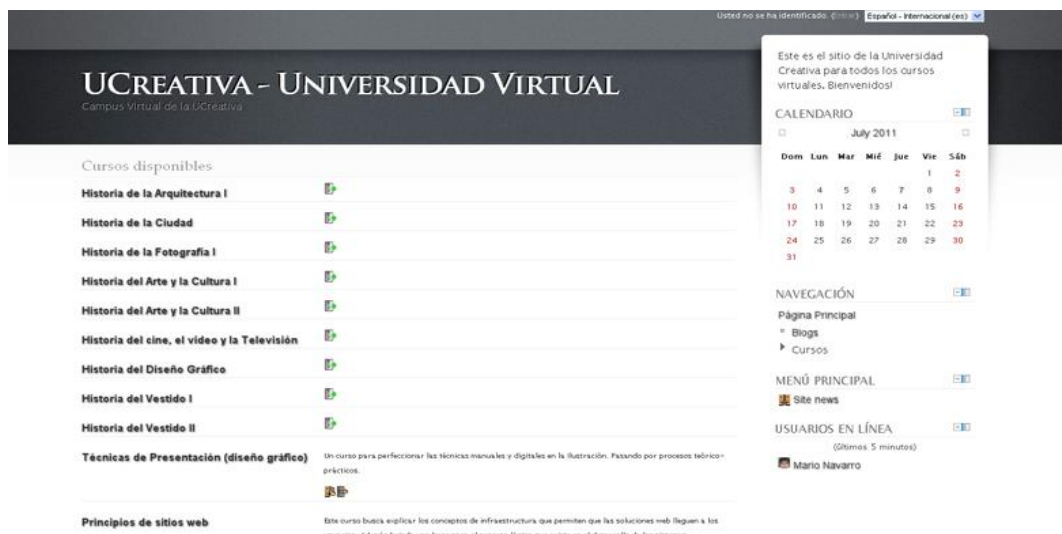 Usted no se ha identificado. (Entrar) Español - Internacional (es)
UCREATIVA - UNIVERSIDAD VIRTUAL
Campus Virtual de la UCreativa
Cursos disponibles
Historia de la Arquitectura I
Historia de la Ciudad
Historia de la Fotografía I
Historia del Arte y la Cultura I
Historia del Arte y la Cultura II
Historia del cine, el video y la Televisión
Historia del Diseño Gráfico
Historia del Vestido I
Historia del Vestido II
Técnicas de Presentación (diseño gráfico)
Un curso para perfeccionar las técnicas manuales y digitales en la ilustración. Pasando por procesos teórico-
prácticos.
Principios de sitios web
Este curso busca explicar los conceptos de infraestructura que permiten que las soluciones web lleguen a los
Este es el sitio de la Universidad
Creativa para todos los cursos
virtuales. Bienvenidos!
CALENDARIO
July 2011
Dom Lun Mar Mié Jue Vie Sáb
1 2
3 4 5 6 7 8 9
10 11 12 13 14 15 16
17 18 19 20 21 22 23
24 25 26 27 28 29 30
31
NAVEGACIÓN
Página Principal
Blogs
Cursos
MENÚ PRINCIPAL
Site news
USUARIOS EN LÍNEA
(últimos 5 minutos)
Mario Navarro